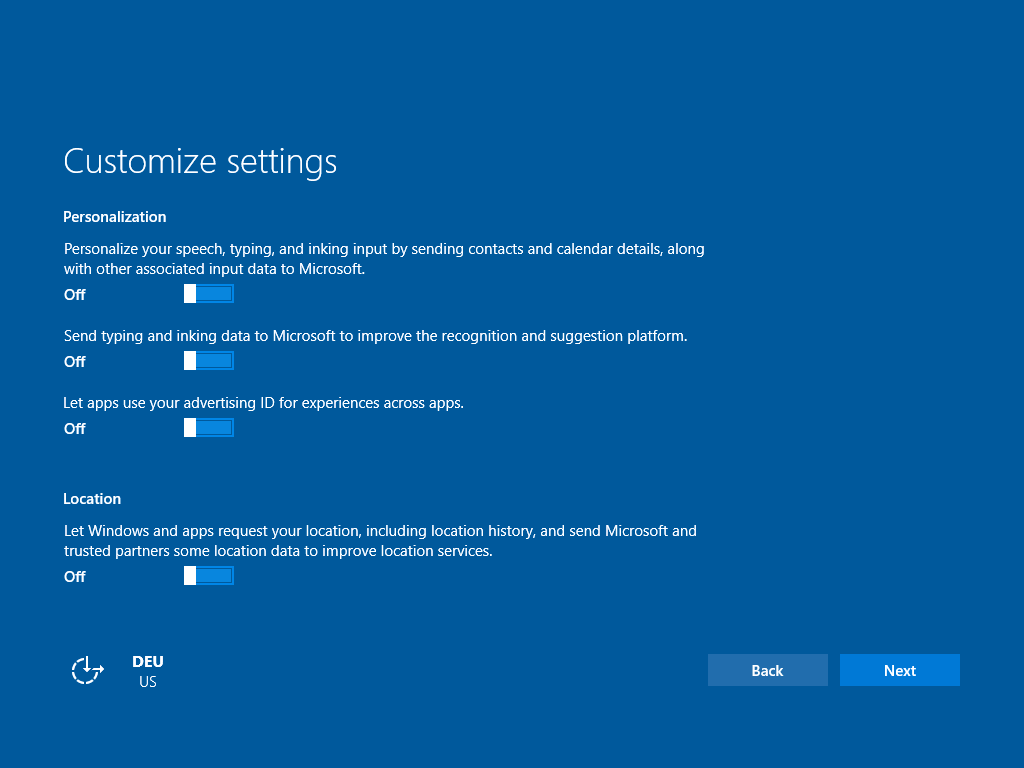 Customize settings
Personalization
Personalize your speech, typing, and inking input by sending contacts and calendar details, along
with other associated input data to Microsoft.
Off
Send typing and inking data to Microsoft to improve the recognition and suggestion platform.
Off
Let apps use your advertising ID for experiences across apps.
Off
Location
Let Windows and apps request your location, including location history, and send Microsoft and
trusted partners some location data to improve location services.
Off
DEU
US
Back
Next